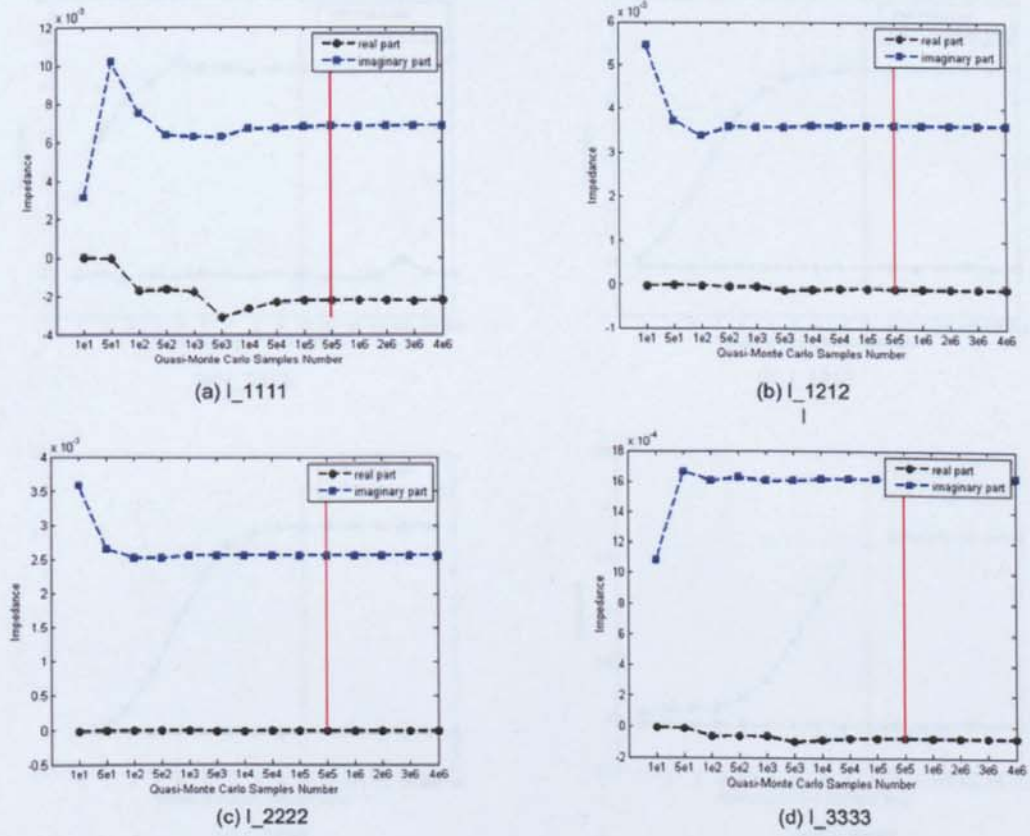 x 10⁻³
12
10
8
6
4
2
0
-2
-4
Impedance
real part
imaginary part
1e1 5e1 1e2 5e2 1e3 5e3 1e4 5e4 1e5 5e5 1e6 2e6 3e6 4e6
Quasi-Monte Carlo Samples Number
(a) I_1111
x 10⁻⁵
6
5
4
3
2
1
0
-1
Impedance
real part
imaginary part
1e1 5e1 1e2 5e2 1e3 5e3 1e4 5e4 1e5 5e5 1e6 2e6 3e6 4e6
Quasi-Monte Carlo Samples Number
(b) I_1212
x 10⁻³
4
3.5
3
2.5
2
1.5
1
0.5
0
-0.5
Impedance
real part
imaginary part
1e1 5e1 1e2 5e2 1e3 5e3 1e4 5e4 1e5 5e5 1e6 2e6 3e6 4e6
Quasi-Monte Carlo Samples Number
(c) I_2222
x 10⁻⁴
18
16
14
12
10
8
6
4
2
0
-2
Impedance
real part
imaginary part
1e1 5e1 1e2 5e2 1e3 5e3 1e4 5e4 1e5 5e5 1e6 2e6 3e6 4e6
Quasi-Monte Carlo Samples Number
(d) I_3333